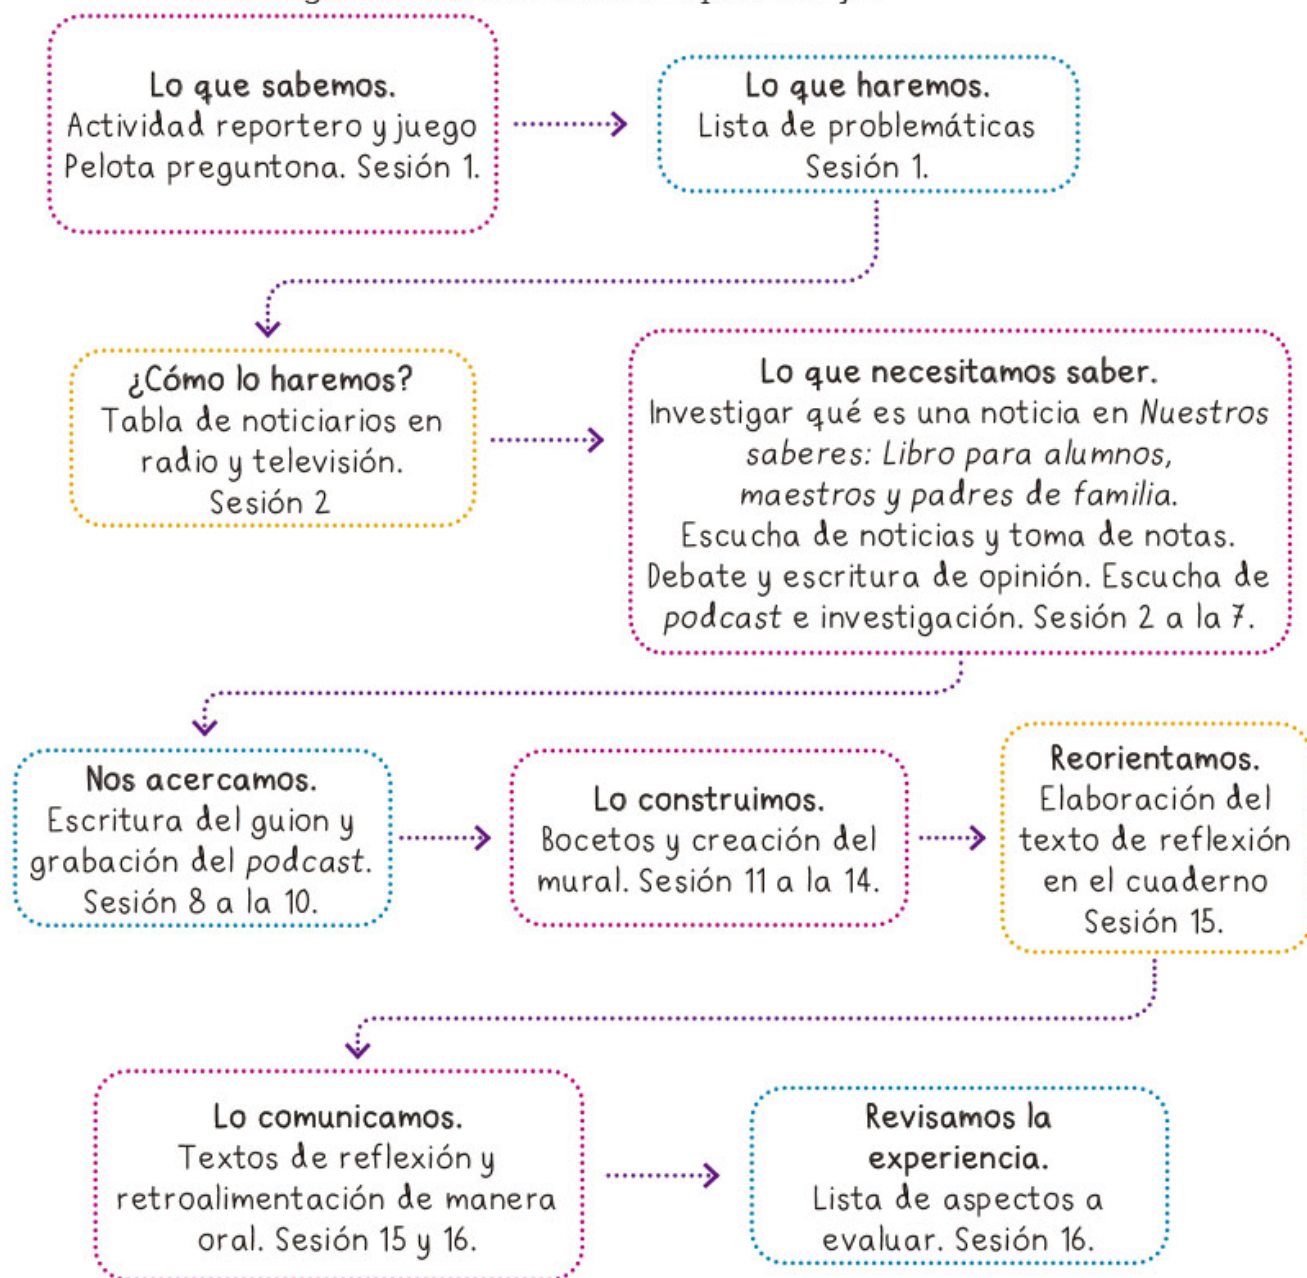 Lo que sabemos.
Actividad reportero y juego
Pelota preguntona. Sesión 1.
Lo que haremos.
Lista de problemáticas
Sesión 1.
¿Cómo lo haremos?
Tabla de noticiarios en
radio y televisión.
Sesión 2
Lo que necesitamos saber.
Investigar qué es una noticia en Nuestros
saberes: Libro para alumnos,
maestros y padres de familia.
Escucha de noticias y toma de notas.
Debate y escritura de opinión. Escucha de
podcast e investigación. Sesión 2 a la 7.
Nos acercamos.
Escritura del guion y
grabación del podcast.
Sesión 8 a la 10.
Lo construimos.
Bocetos y creación del
mural. Sesión 11 a la 14.
Reorientamos.
Elaboración del
texto de reflexión
en el cuaderno
Sesión 15.
Lo comunicamos.
Textos de reflexión y
retroalimentación de manera
oral. Sesión 15 y 16.
Revisamos la
experiencia.
Lista de aspectos a
evaluar. Sesión 16.